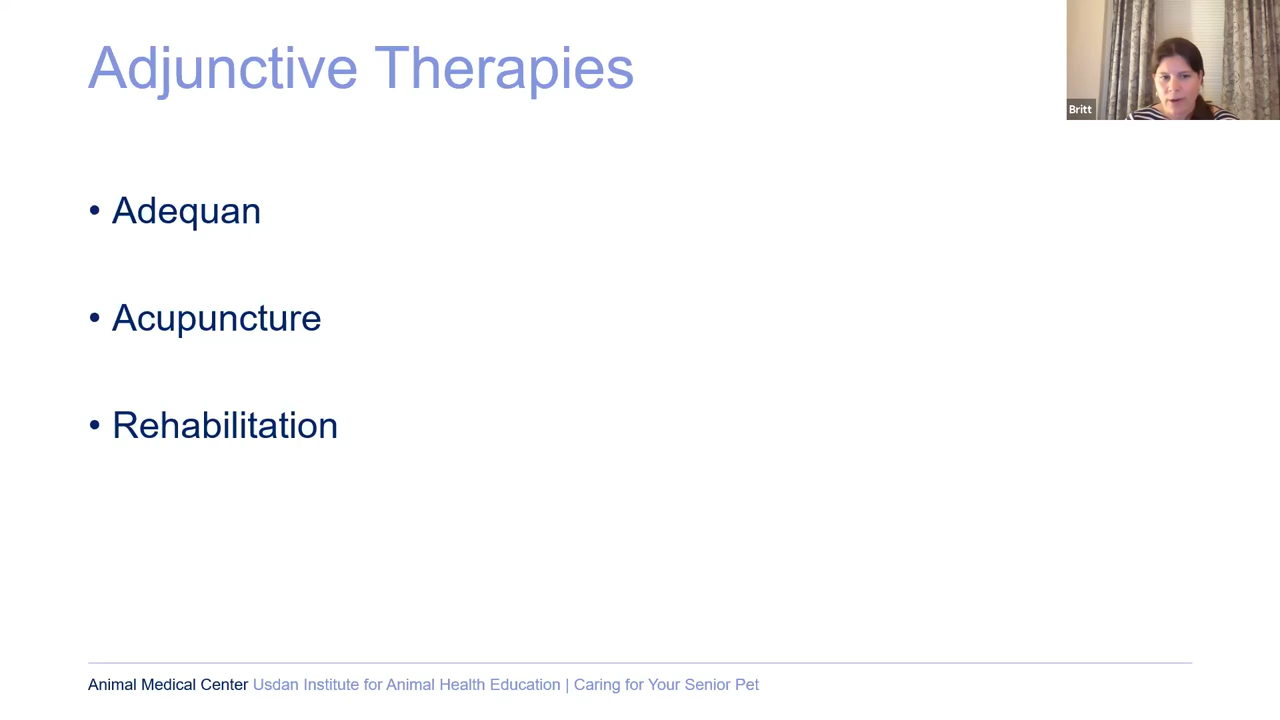 Adjunctive Therapies
Britt
• Adequan
• Acupuncture
• Rehabilitation
Animal Medical Center Usdan Institute for Animal Health Education | Caring for Your Senior Pet